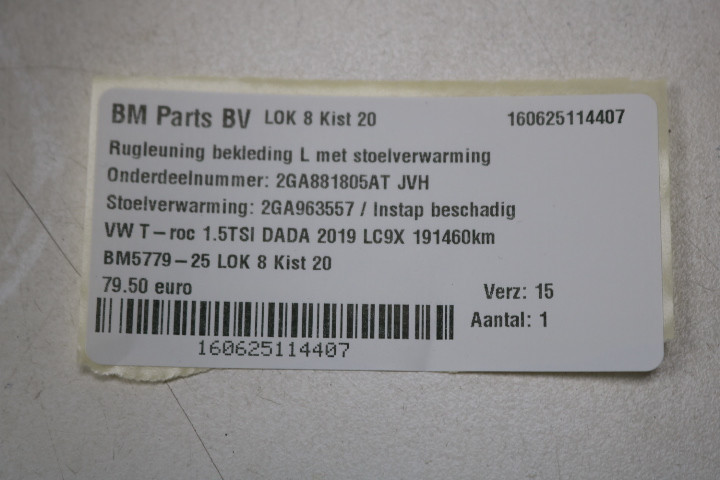 BM Parts BV LOK 8 Kist 20 160625114407
Rugleuning bekleding L met stoelverwarming
Onderdeelnummer: 2GA881805AT JVH
Stoelverwarming: 2GA963557 / Instap beschadig
VW T-roc 1.5TSI DADA 2019 LC9X 191460km
BM5779-25 LOK 8 Kist 20
79.50 euro Verz: 15
Aantal: 1
160625114407